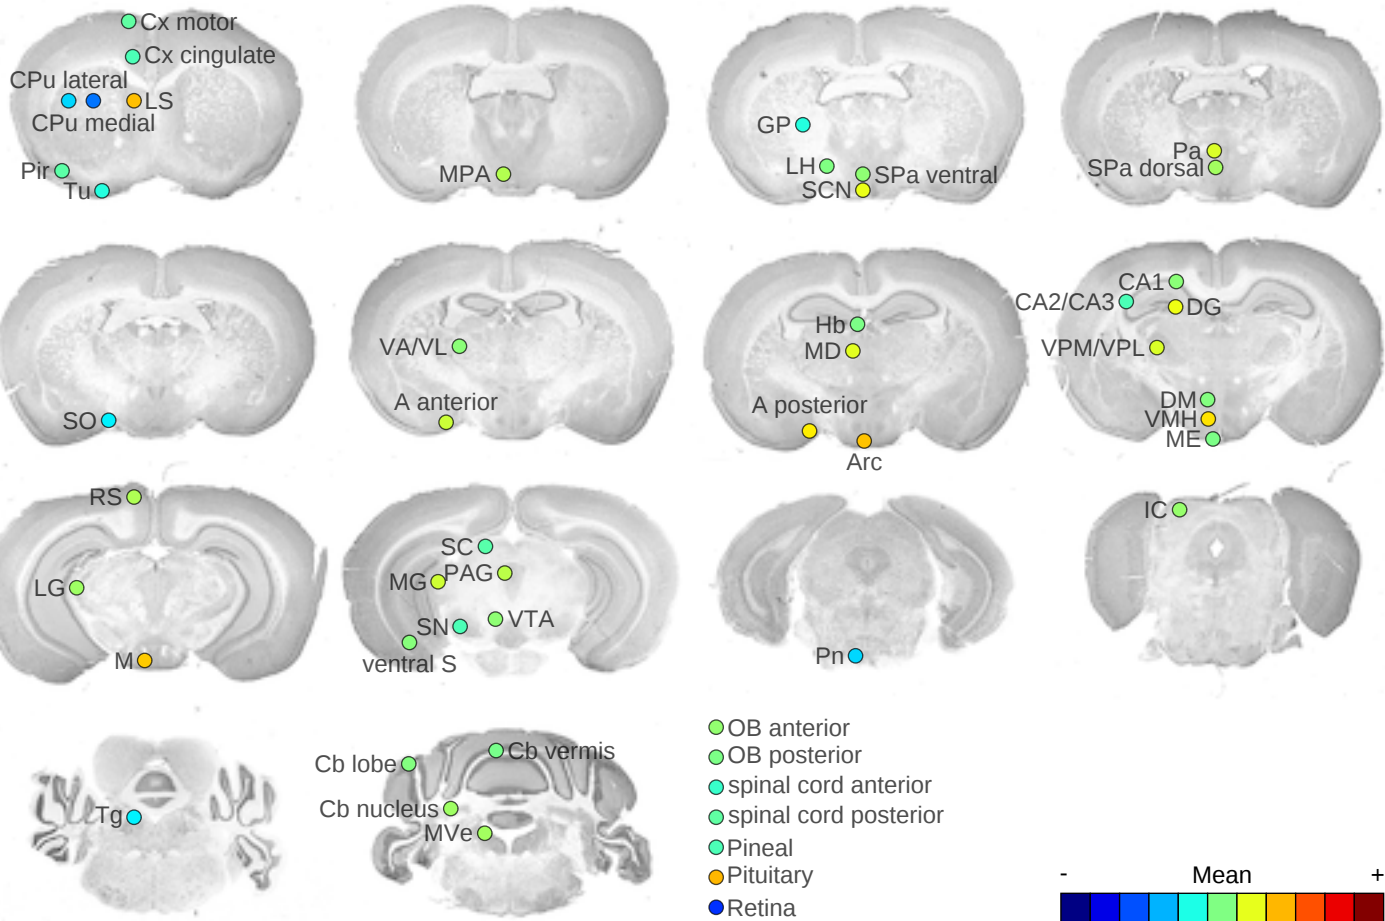 Cx motor
Cx cingulate
CPu lateral
LS
CPu medial
Pir
Tu
MPA
GP
LH
SPa ventral
SCN
Pa
SPa dorsal
SO
VA/VL
A anterior
Hb
MD
A posterior
Arc
CA1
CA2/CA3
DG
VPM/VPL
DM
VMH
ME
RS
LG
M
SC
MG
PAG
SN
VTA
ventral S
Pn
IC
Tg
Cb lobe
Cb vermis
Cb nucleus
MVe
OB anterior
OB posterior
spinal cord anterior
spinal cord posterior
Pineal
Pituitary
Retina
- Mean +